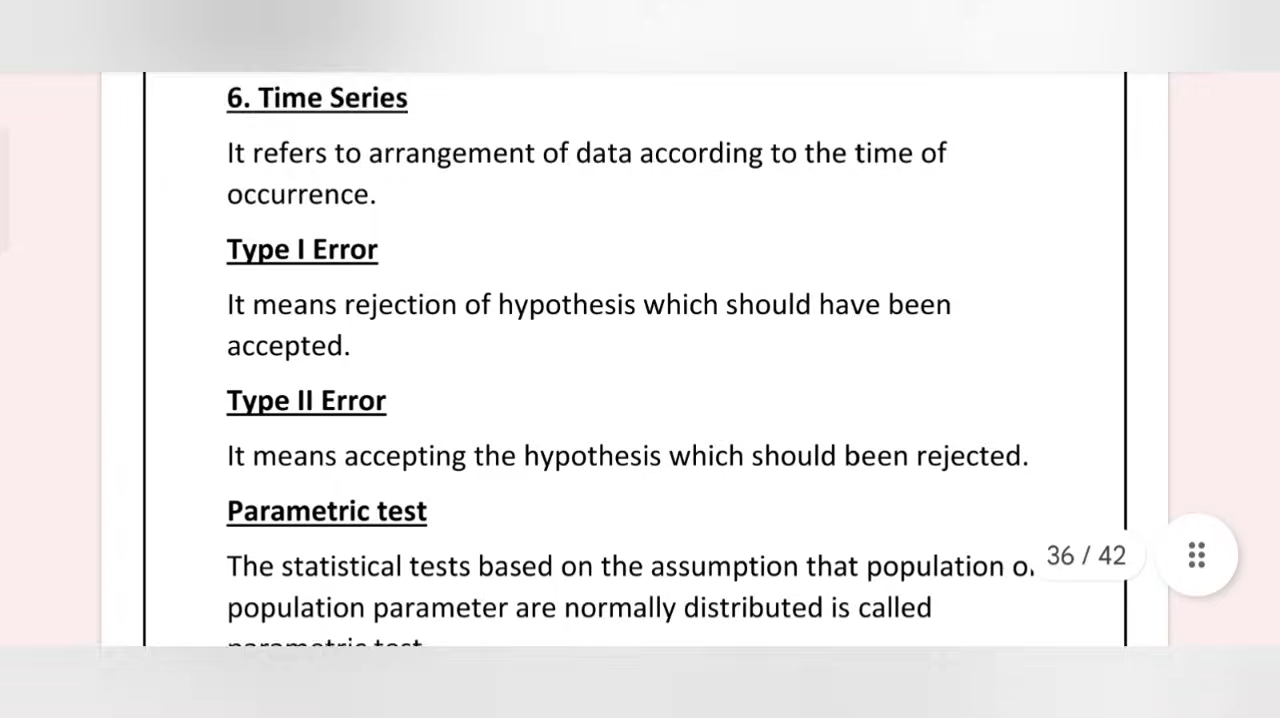 6. Time Series
It refers to arrangement of data according to the time of
occurrence.
Type I Error
It means rejection of hypothesis which should have been
accepted.
Type II Error
It means accepting the hypothesis which should been rejected.
Parametric test
The statistical tests based on the assumption that population
36 / 42
population parameter are normally distributed is called
parametric test